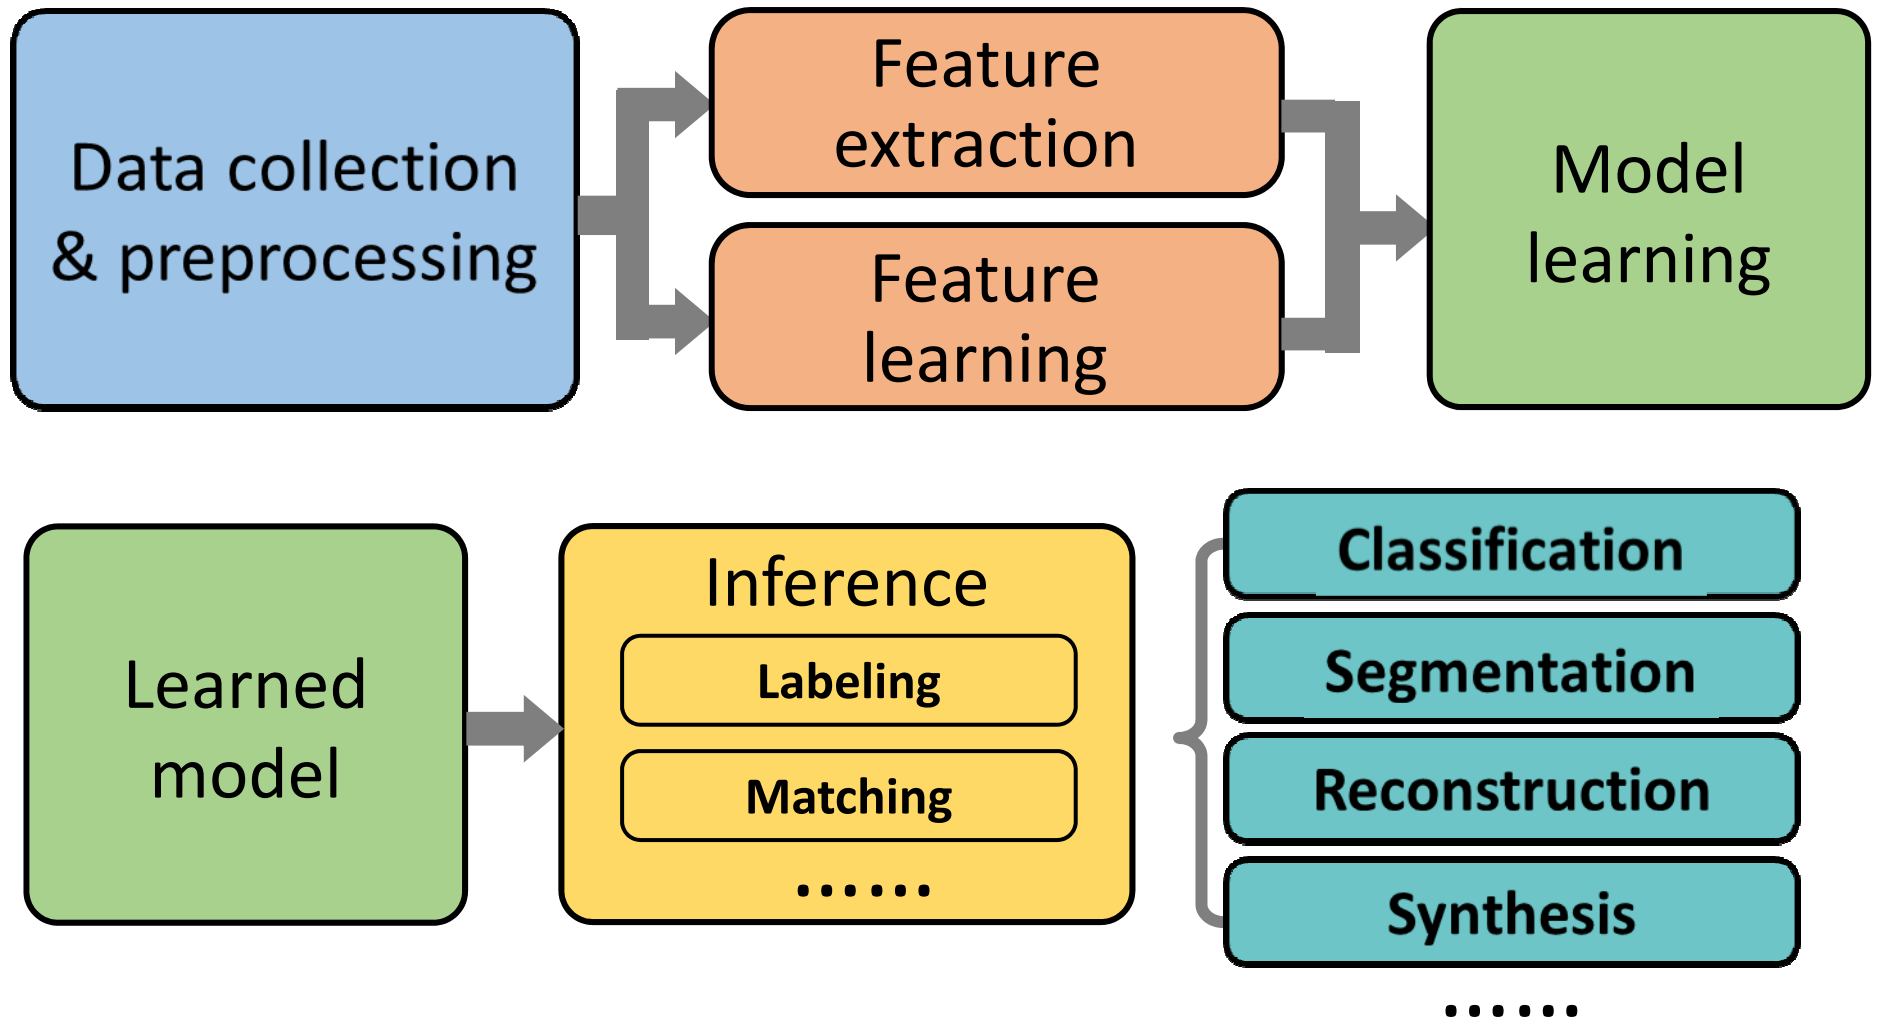 Data collection
& preprocessing
Feature
extraction
Feature
learning
Model
learning
Learned
model
Inference
Labeling
Matching
......
Classification
Segmentation
Reconstruction
Synthesis
......